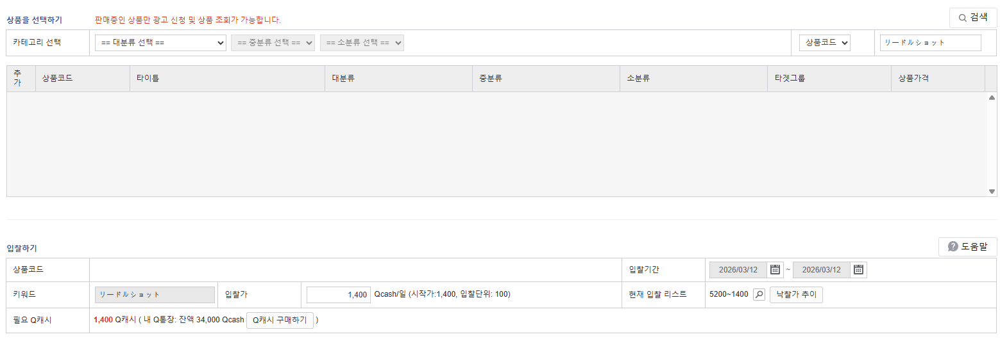 상품을 선택하기 판매중인 상품만 광고 신청 및 상품 조회가 가능합니다. 검색
카테고리 선택 == 대분류 선택 == == 중분류 선택 == == 소분류 선택 == 상품코드 リードルショット
추가 상품코드 타이틀 대분류 중분류 소분류 타겟그룹 상품가격
입찰하기 도움말
상품코드 입찰기간 2026/03/12 ~ 2026/03/12
키워드 リードルショット 입찰가 1,400 Qcash/일 (시작가:1,400, 입찰단위: 100) 현재 입찰 리스트 5200~1400 낙찰가 추이
필요 Q캐시 1,400 Q캐시 ( 내 Q통장: 잔액 34,000 Qcash Q캐시 구매하기 )